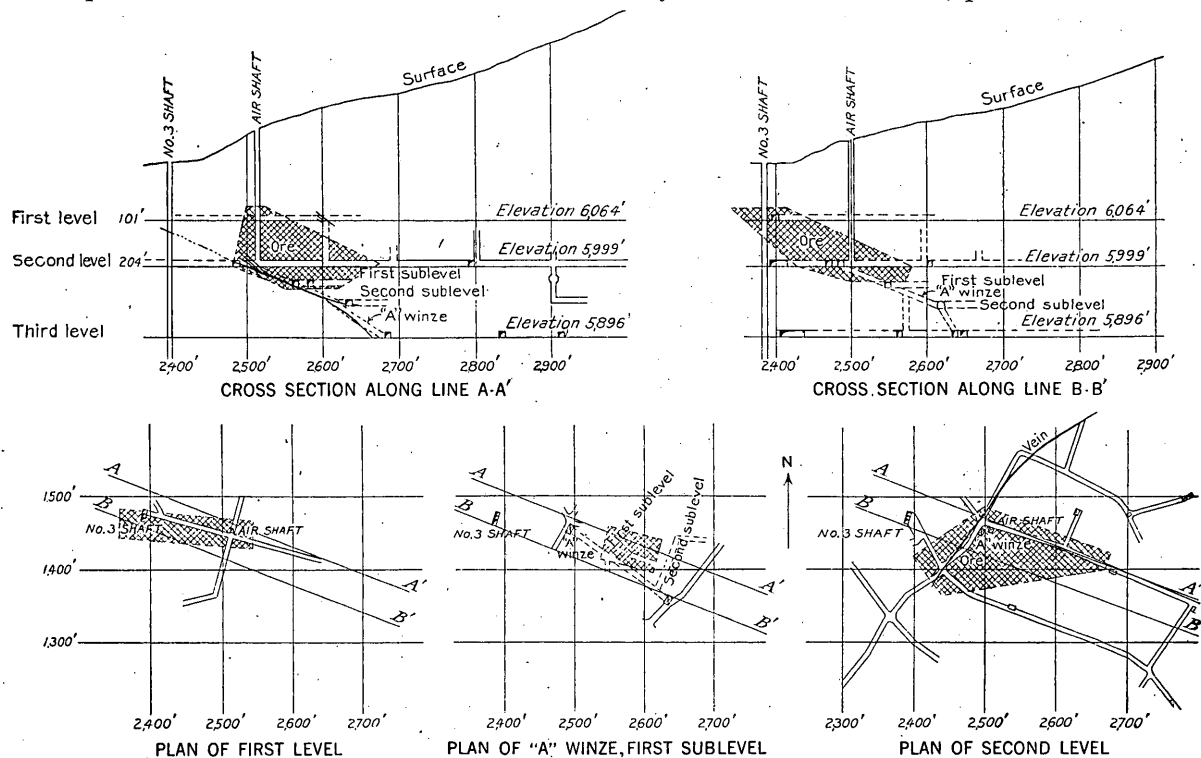 No.3 SHAFT
AIR SHAFT
Surface
First level 101'
Elevation 6,064'
Ore
Second level 204'
Elevation 5,999'
First sublevel
Second sublevel
"A" winze
Third level
Elevation 5,896'
2,400' 2,500' 2,600' 2,700' 2,800' 2,900'
CROSS SECTION ALONG LINE A-A'
No.3 SHAFT
AIR SHAFT
Surface
Elevation 6,064'
Ore
Elevation 5,999'
First sublevel
"A" winze
Second sublevel
Elevation 5,896'
2,400' 2,500' 2,600' 2,700' 2,800' 2,900'
CROSS SECTION ALONG LINE B-B'
A
1,500'
B
No.3 SHAFT
AIR SHAFT
1,400'
A'
B'
1,300'
2,400' 2,500' 2,600' 2,700'
PLAN OF FIRST LEVEL
A
B
First sublevel
Second sublevel
No.3 SHAFT
"A" winze
A'
B'
2,400' 2,500' 2,600' 2,700'
PLAN OF "A" WINZE, FIRST SUBLEVEL
N
Vein
A
1,500'
B
No.3 SHAFT
AIR SHAFT
"A" winze
Ore
1,400'
A'
B'
1,300'
2,300' 2,400' 2,500' 2,600' 2,700'
PLAN OF SECOND LEVEL